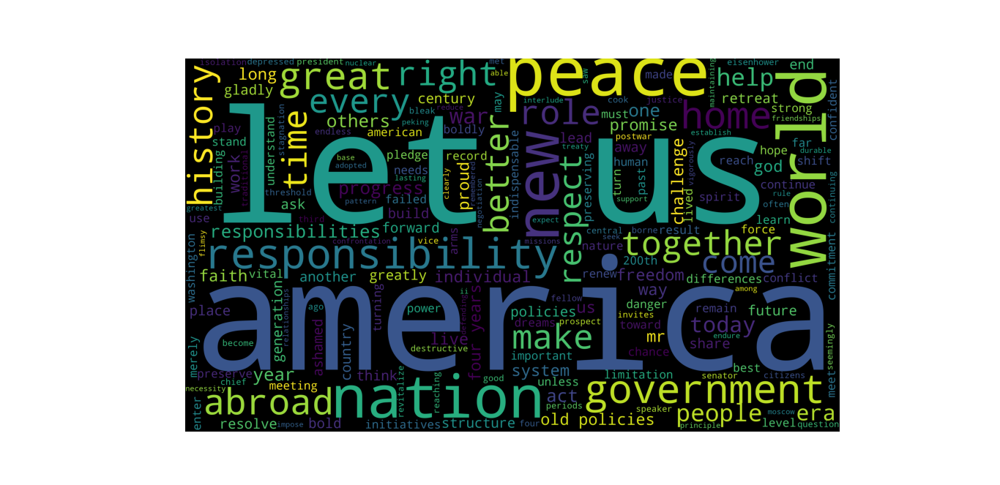 isolation depressed president nuclear met eisenhower end
history long great right peace able saw made maintaining help world
gladly every century may interlude cook justice retreat strong confident
let us
time others war bleak reduce peking role must one home friendships
play stand understand stagnation endless american boldly better new promise postwar establish
building work traditional base adopted pledge record proud lead away challenge reach hope god far durable shift
threshold progress needs lasting clearly remembered indispensable respect preserving human turn past lived vigorously spirit continue rule often continuing
greatest ask pattern failed negotiation support learn
use third build expect
responsibilities forward central borne result force
flimsy confrontation vice arms missions seek nature together commitment
washington responsibility 200th come
faith vital another greatly individual renew freedom differences conflict
america
place generation relationships ago turning ii defending fellow way danger among
power four years policies us invites remain future
ashamed country live dreams prospect toward mr today endure
merely become destructive make chance share meet seemingly
preserve year important system limitation best
necessity chief meeting think good unless act senator citizens
enter abroad nation revitalize reaching periods government
speaker people era
resolve impose bold initiatives structure four old policies principle moscow level question